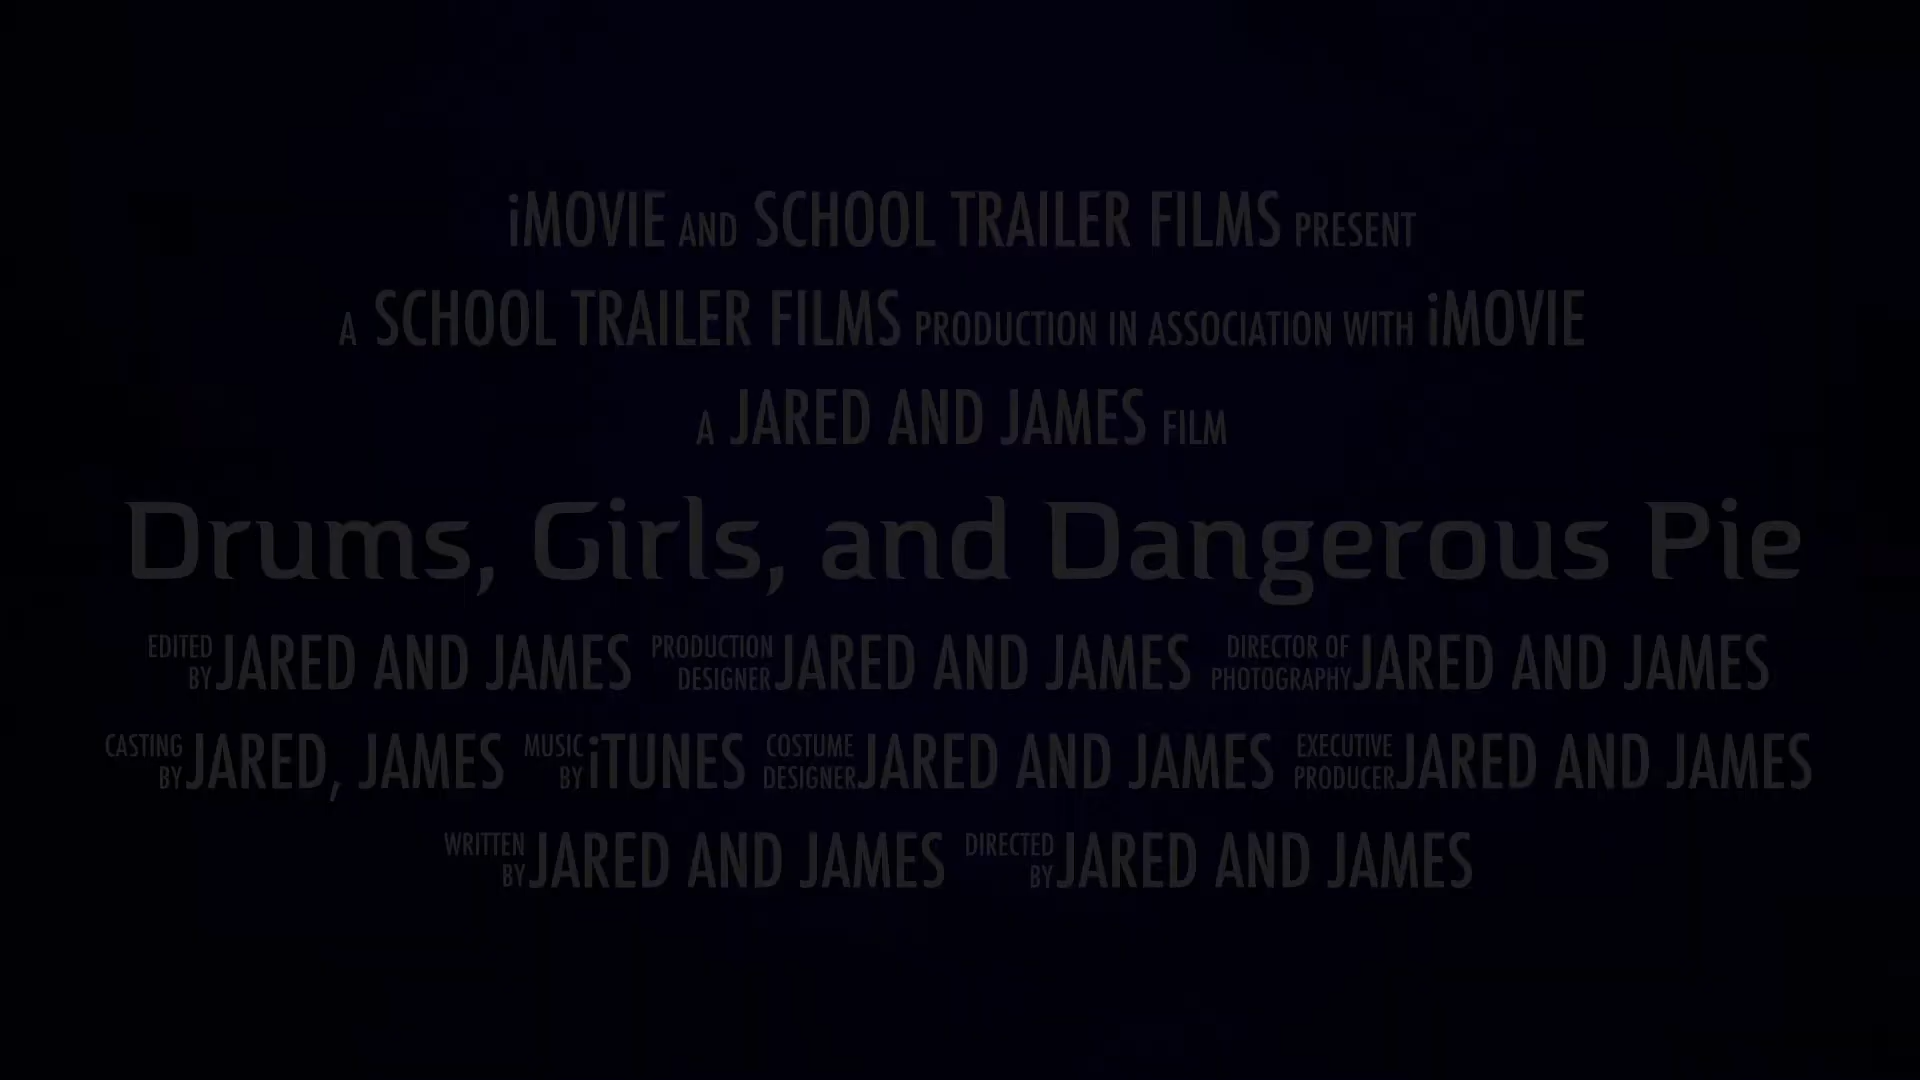 iMOVIE AND SCHOOL TRAILER FILMS PRESENT
A SCHOOL TRAILER FILMS PRODUCTION IN ASSOCIATION WITH iMOVIE
A JARED AND JAMES FILM
Drums, Girls, and Dangerous Pie
EDITED BY JARED AND JAMES PRODUCTION DESIGNER JARED AND JAMES DIRECTOR OF PHOTOGRAPHY JARED AND JAMES
CASTING BY JARED, JAMES MUSIC BY iTUNES COSTUME DESIGNER JARED AND JAMES EXECUTIVE PRODUCER JARED AND JAMES
WRITTEN BY JARED AND JAMES DIRECTED BY JARED AND JAMES